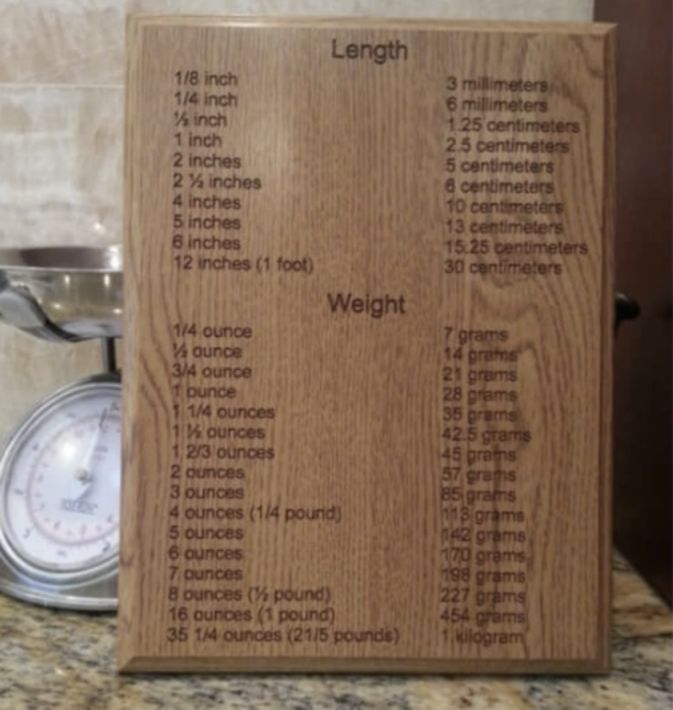 Length
1/8 inch 3 millimeters
1/4 inch 6 millimeters
½ inch 1.25 centimeters
1 inch 2.5 centimeters
2 inches 5 centimeters
2 ½ inches 6 centimeters
4 inches 10 centimeters
5 inches 13 centimeters
6 inches 15.25 centimeters
12 inches (1 foot) 30 centimeters
Weight
1/4 ounce 7 grams
½ ounce 14 grams
3/4 ounce 21 grams
1 ounce 28 grams
1 1/4 ounces 35 grams
1 ½ ounces 42.5 grams
1 2/3 ounces 45 grams
2 ounces 57 grams
3 ounces 85 grams
4 ounces (1/4 pound) 113 grams
5 ounces 142 grams
6 ounces 170 grams
7 ounces 198 grams
8 ounces (½ pound) 227 grams
16 ounces (1 pound) 454 grams
35 1/4 ounces (21/5 pounds) 1 kilogram